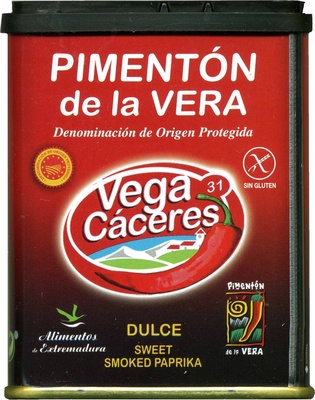 PIMENTÓN
de la VERA
Denominación de Origen Protegida
SIN GLUTEN
Vega 31
Cáceres
PIMENTÓN
de la VERA
Alimentos
de Extremadura
DULCE
SWEET
SMOKED PAPRIKA